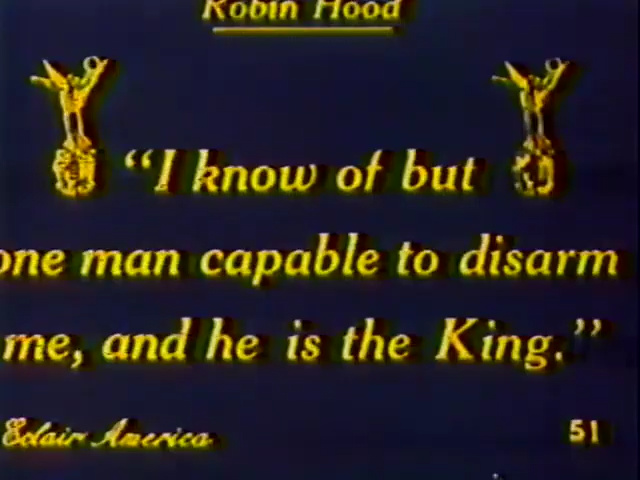 Robin Hood
“I know of but
one man capable to disarm
me, and he is the King.”
Eclair America
51